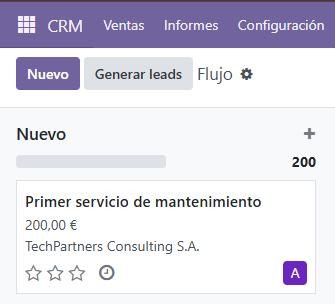 CRM Ventas Informes Configuración
Nuevo Generar leads Flujo
Nuevo
200
Primer servicio de mantenimiento
200,00 €
TechPartners Consulting S.A.
A